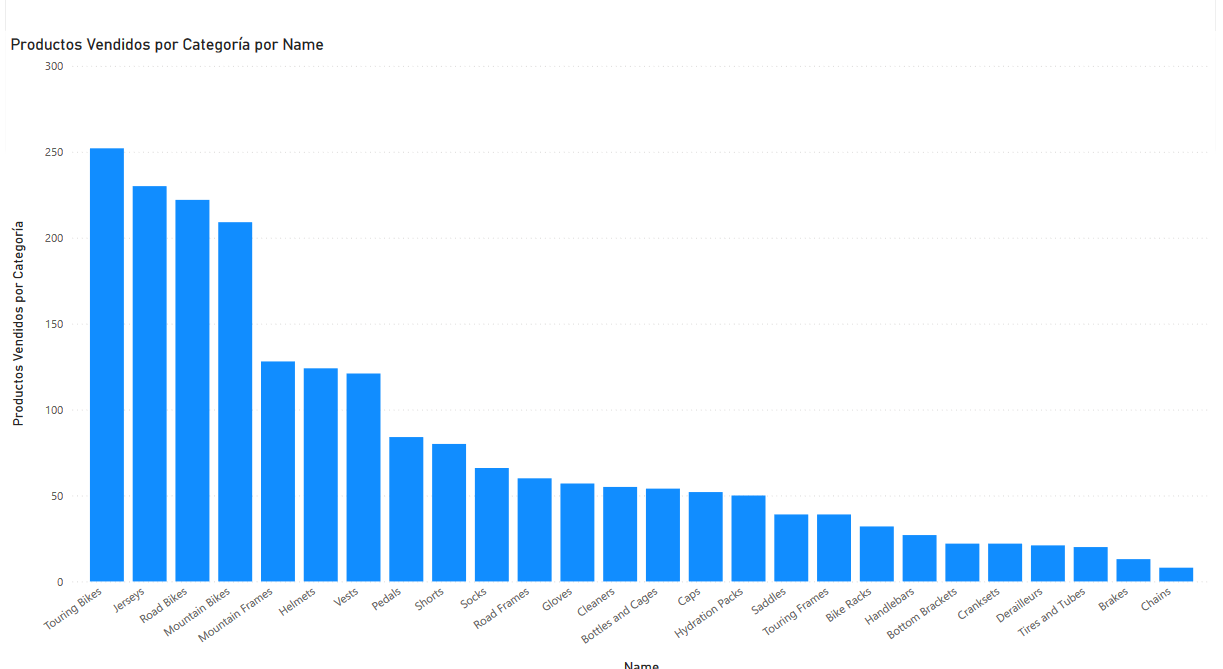 Productos Vendidos por Categoría por Name
300
250
200
150
100
50
0
Productos Vendidos por Categoría
Touring Bikes
Jerseys
Road Bikes
Mountain Bikes
Mountain Frames
Helmets
Vests
Pedals
Shorts
Socks
Road Frames
Gloves
Cleaners
Bottles and Cages
Caps
Hydration Packs
Saddles
Touring Frames
Bike Racks
Handlebars
Bottom Brackets
Cranksets
Derailleurs
Tires and Tubes
Brakes
Chains
Name